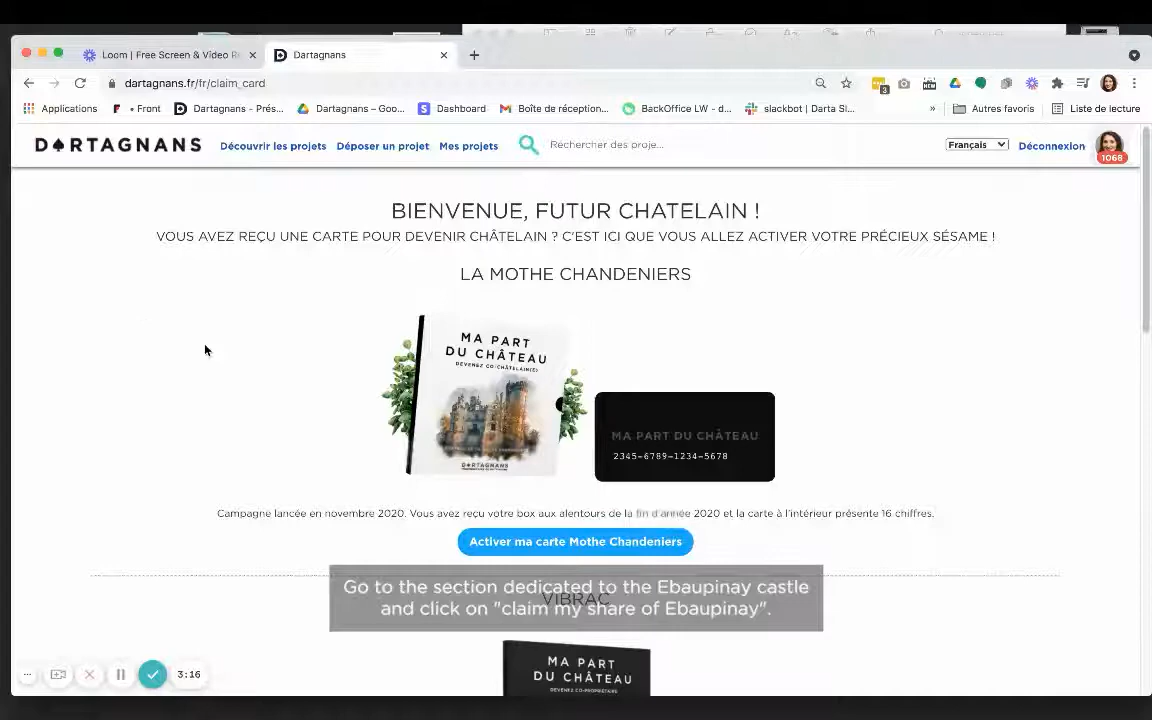 Loom | Free Screen & Video R
Dartagnans
dartagnans.fr/fr/claim_card
3
NEW
Applications
• Front
Dartagnans - Prés...
Dartagnans – Goo...
Dashboard
Boîte de réception...
BackOffice LW - d...
slackbot | Darta Sl...
»
Autres favoris
Liste de lecture
DARTAGNANS
Découvrir les projets
Déposer un projet
Mes projets
Rechercher des proje...
Français
Déconnexion
1068
BIENVENUE, FUTUR CHATELAIN !
VOUS AVEZ REÇU UNE CARTE POUR DEVENIR CHÂTELAIN ? C'EST ICI QUE VOUS ALLEZ ACTIVER VOTRE PRÉCIEUX SÉSAME !
LA MOTHE CHANDENIERS
MA PART
DU CHÂTEAU
DEVENEZ CO-CHÂTELAIN(E)
DARTAGNANS
MA PART DU CHÂTEAU
2345-6789-1234-5678
Campagne lancée en novembre 2020. Vous avez reçu votre box aux alentours de la fin d'année 2020 et la carte à l'intérieur présente 16 chiffres.
Activer ma carte Mothe Chandeniers
Go to the section dedicated to the Ebaupinay castle
VIBRAC
and click on "claim my share of Ebaupinay".
MA PART
DU CHÂTEAU
DEVENEZ CO-PROPRIÉTAIRE
3:16